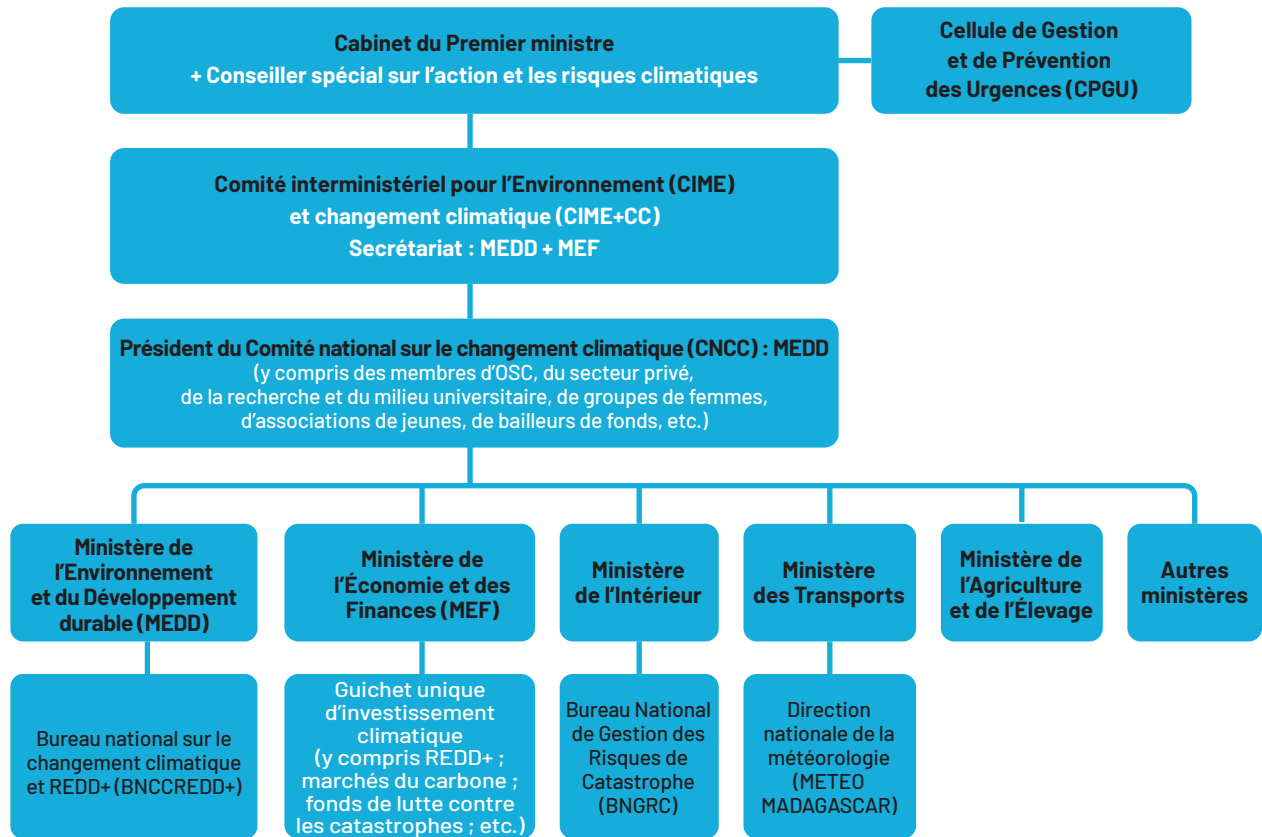 Cabinet du Premier ministre
+ Conseiller spécial sur l’action et les risques climatiques
Cellule de Gestion
et de Prévention
des Urgences (CPGU)
Comité interministériel pour l’Environnement (CIME)
et changement climatique (CIME+CC)
Secrétariat : MEDD + MEF
Président du Comité national sur le changement climatique (CNCC) : MEDD
(y compris des membres d’OSC, du secteur privé,
de la recherche et du milieu universitaire, de groupes de femmes,
d’associations de jeunes, de bailleurs de fonds, etc.)
Ministère de
l’Environnement
et du Développement
durable (MEDD)
Ministère de
l’Économie et des
Finances (MEF)
Ministère
de l’Intérieur
Ministère
des Transports
Ministère de
l’Agriculture
et de l’Élevage
Autres
ministères
Bureau national sur le
changement climatique
et REDD+ (BNCCREDD+)
Guichet unique
d’investissement
climatique
(y compris REDD+ ;
marchés du carbone ;
fonds de lutte contre
les catastrophes ; etc.)
Bureau National
de Gestion des
Risques de
Catastrophe
(BNGRC)
Direction
nationale de la
météorologie
(METEO
MADAGASCAR)